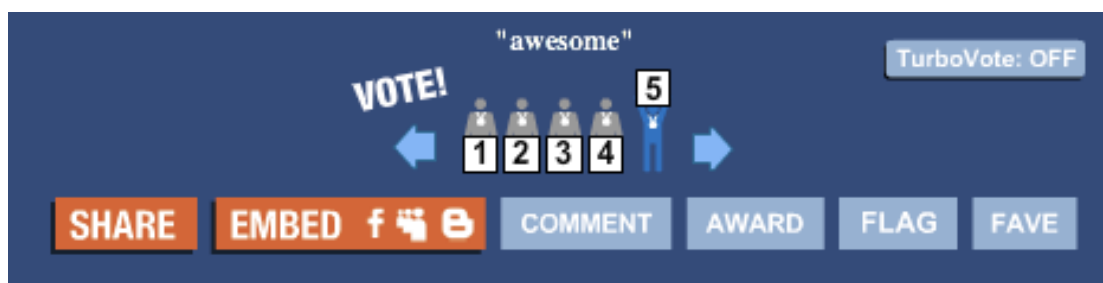 "awesome"
TurboVote: OFF
VOTE!
5
1 2 3 4
SHARE EMBED f COMMENT AWARD FLAG FAVE